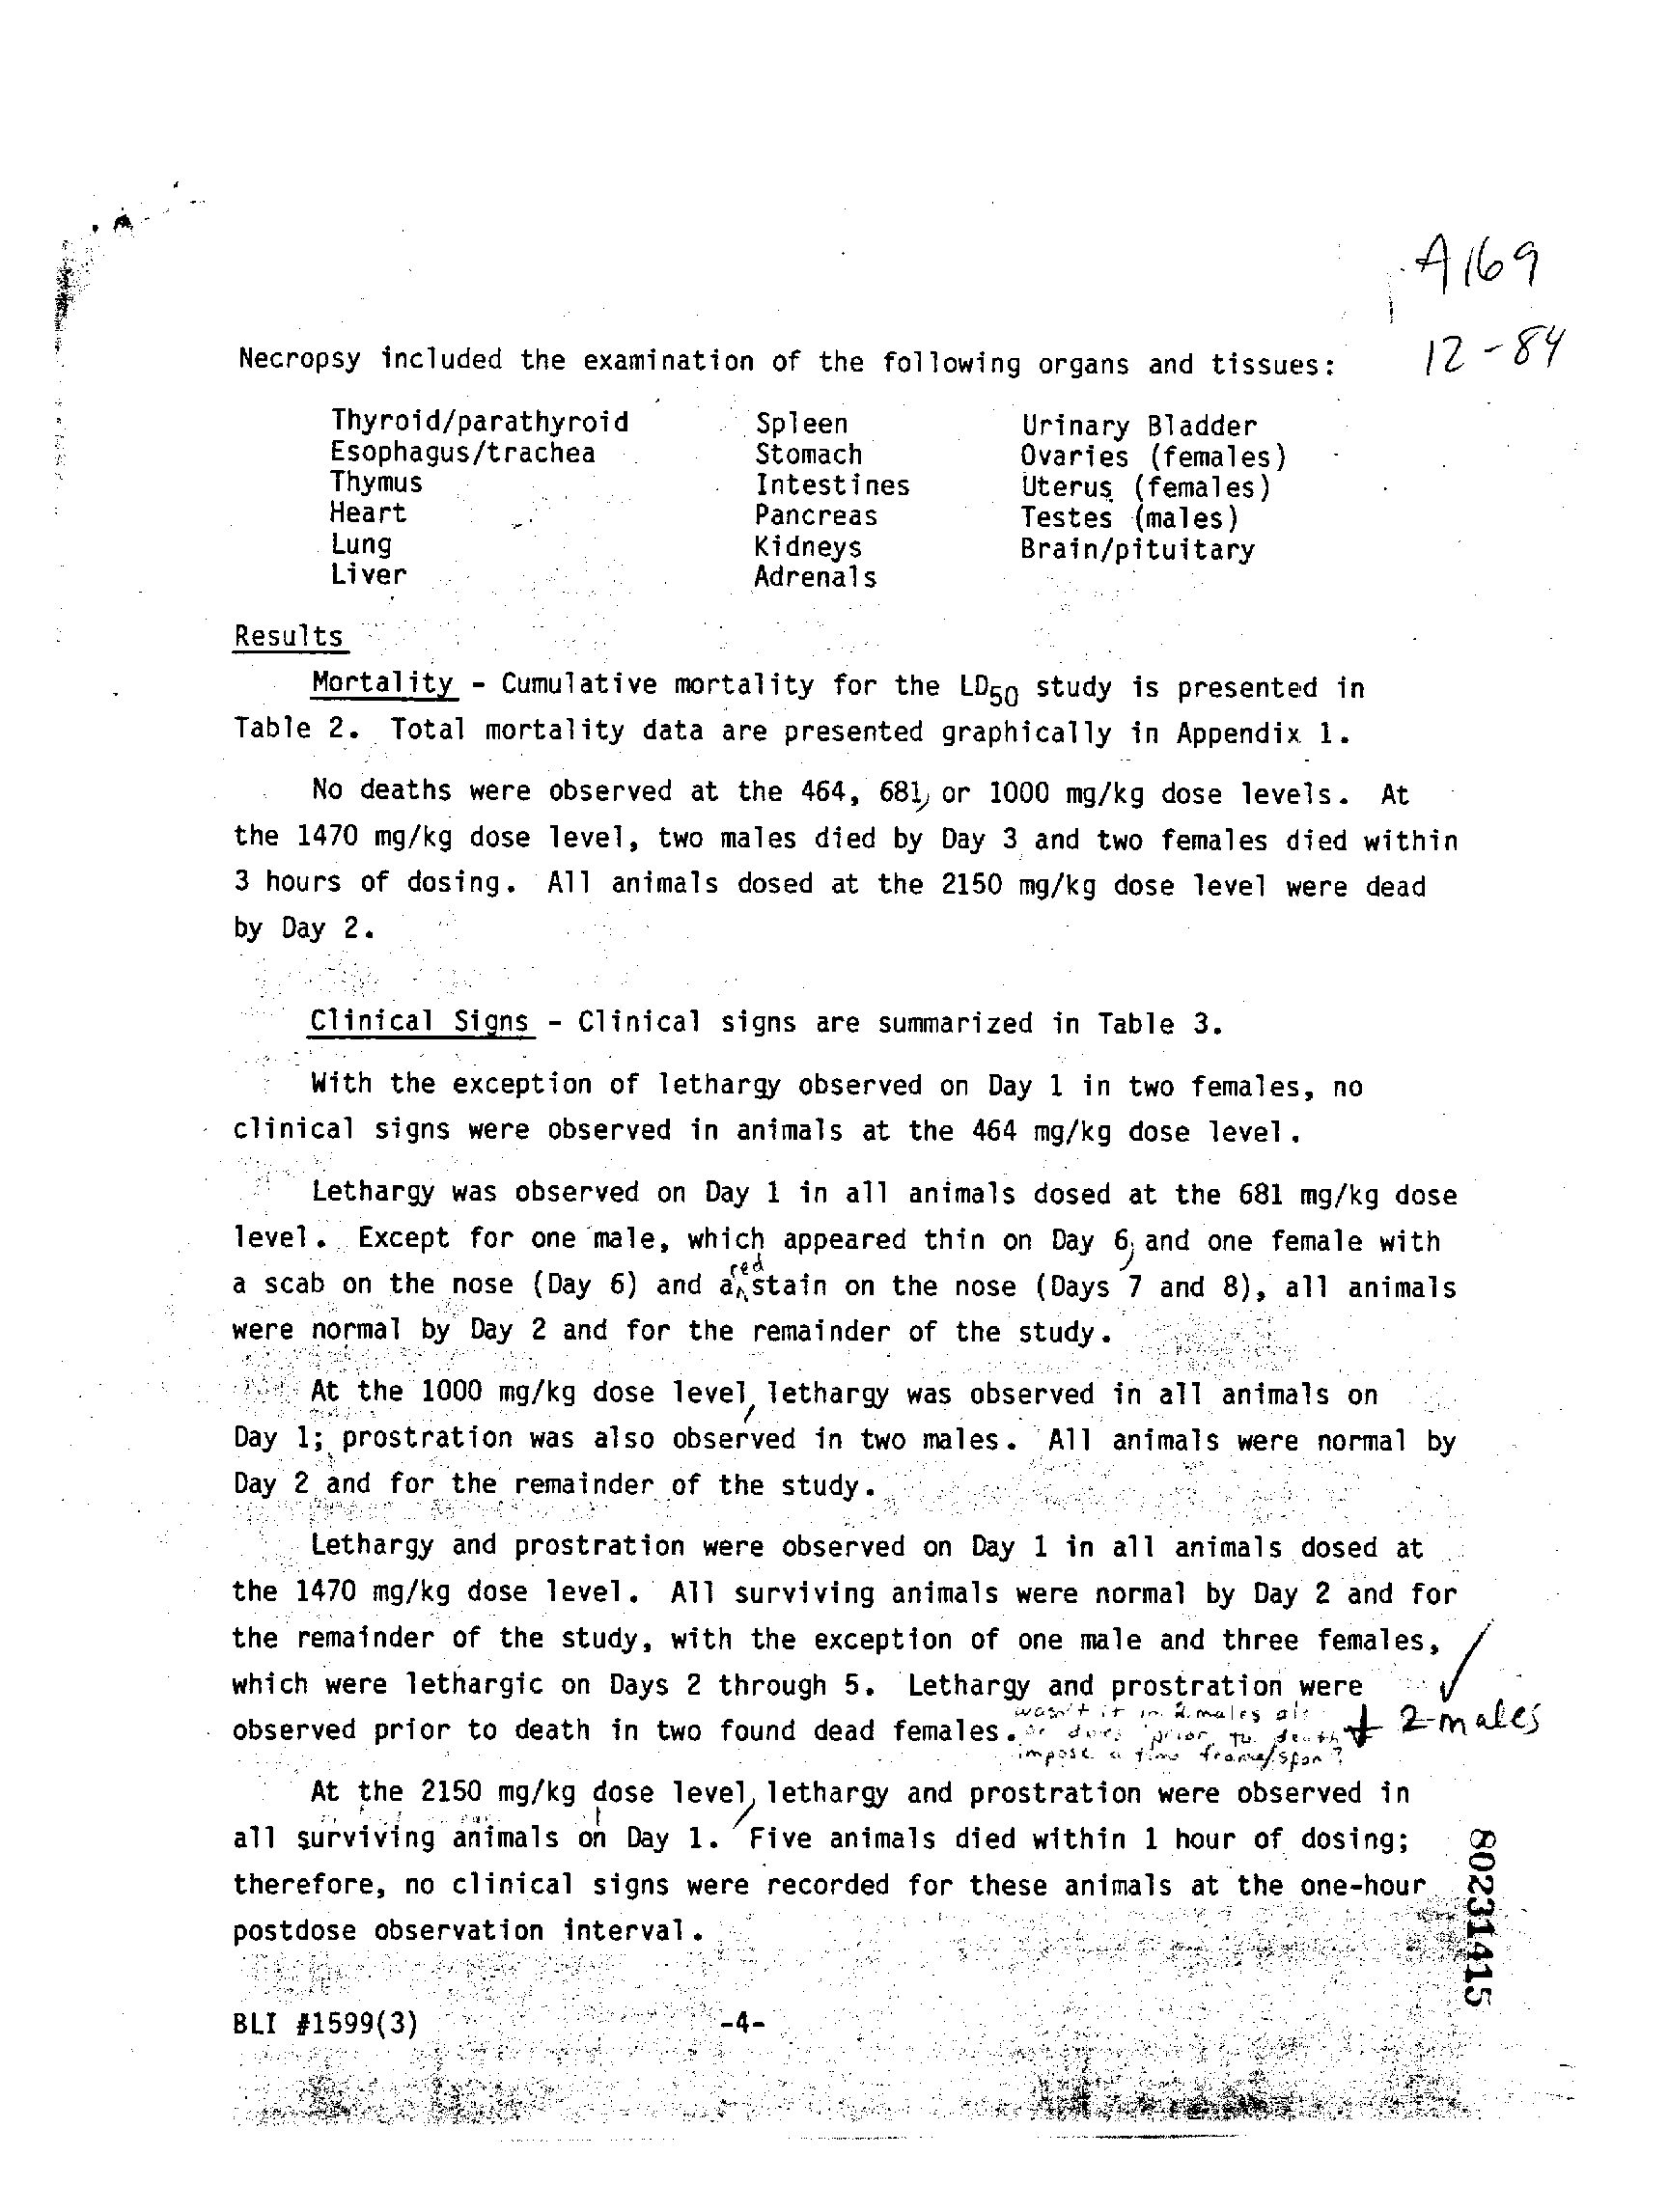 A169
12-84
Necropsy included the examination of the following organs and tissues:
Thyroid/parathyroid Spleen Urinary Bladder
Esophagus/trachea Stomach Ovaries (females)
Thymus Intestines Uterus (females)
Heart Pancreas Testes (males)
Lung Kidneys Brain/pituitary
Liver Adrenals
Results
Mortality - Cumulative mortality for the LD50 study is presented in
Table 2. Total mortality data are presented graphically in Appendix 1.
No deaths were observed at the 464, 681, or 1000 mg/kg dose levels. At
the 1470 mg/kg dose level, two males died by Day 3 and two females died within
3 hours of dosing. All animals dosed at the 2150 mg/kg dose level were dead
by Day 2.
Clinical Signs - Clinical signs are summarized in Table 3.
With the exception of lethargy observed on Day 1 in two females, no
clinical signs were observed in animals at the 464 mg/kg dose level.
Lethargy was observed on Day 1 in all animals dosed at the 681 mg/kg dose
level. Except for one male, which appeared thin on Day 6, and one female with
a scab on the nose (Day 6) and a red stain on the nose (Days 7 and 8), all animals
were normal by Day 2 and for the remainder of the study.
At the 1000 mg/kg dose level, lethargy was observed in all animals on
Day 1; prostration was also observed in two males. All animals were normal by
Day 2 and for the remainder of the study.
Lethargy and prostration were observed on Day 1 in all animals dosed at
the 1470 mg/kg dose level. All surviving animals were normal by Day 2 and for
the remainder of the study, with the exception of one male and three females,
which were lethargic on Days 2 through 5. Lethargy and prostration were
observed prior to death in two found dead females. + 2 males
wasn't it in 2 males
or does prior to death
impose a time frame/span?
At the 2150 mg/kg dose level, lethargy and prostration were observed in
all surviving animals on Day 1. Five animals died within 1 hour of dosing;
therefore, no clinical signs were recorded for these animals at the one-hour
postdose observation interval.
BLI #1599(3) -4-
80231415